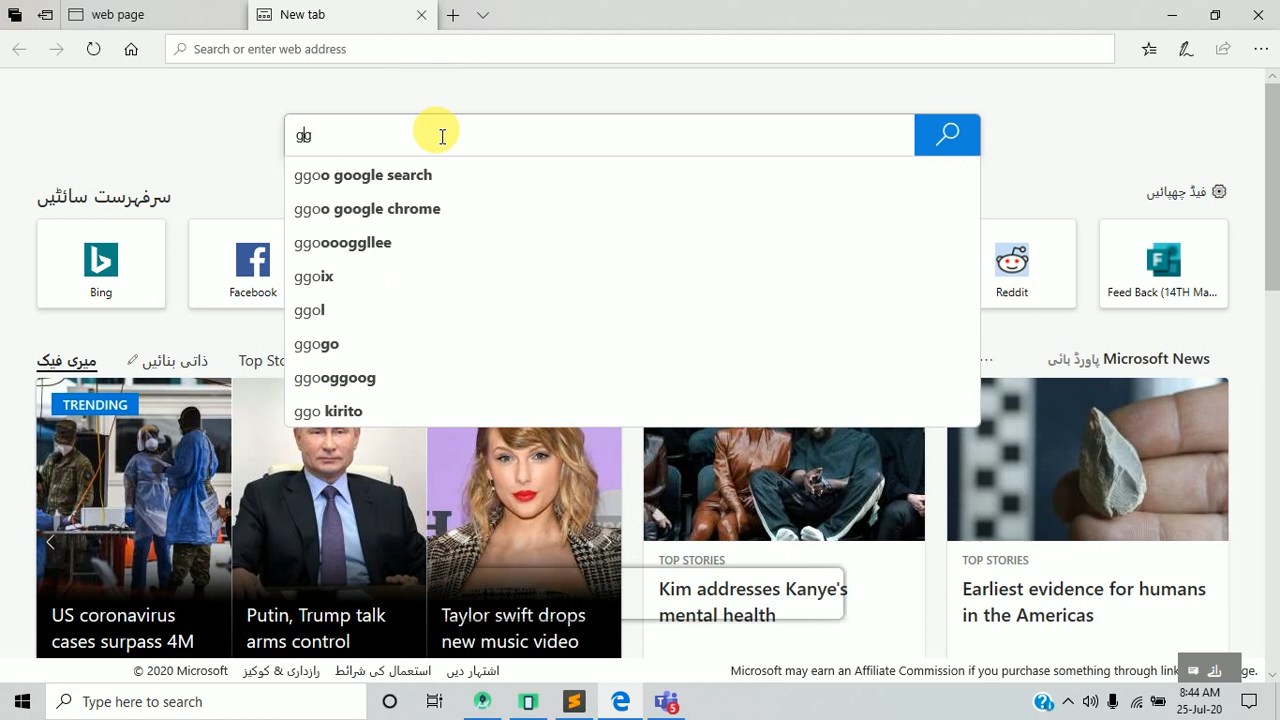 web page
New tab
Search or enter web address
gg
ggoo google search
ggoo google chrome
ggooooggllee
ggoix
ggol
ggogo
ggooggoog
ggo kirito
سرفہرست سائٹیں
فیڈ چھپائیں
Bing
Facebook
Reddit
Feed Back (14TH Ma...
میری فیک
ذاتی بنائیں
Top Sto
...
پاورڈ بائی Microsoft News
TRENDING
US coronavirus
cases surpass 4M
Putin, Trump talk
arms control
Taylor swift drops
new music video
TOP STORIES
Kim addresses Kanye's
mental health
TOP STORIES
Earliest evidence for humans
in the Americas
© 2020 Microsoft
رازداری & کوکیز
استعمال کی شرائط
اشتہار دیں
Microsoft may earn an Affiliate Commission if you purchase something through link
ge.
رائے
Type here to search
5
8:44 AM
25-Jul-20